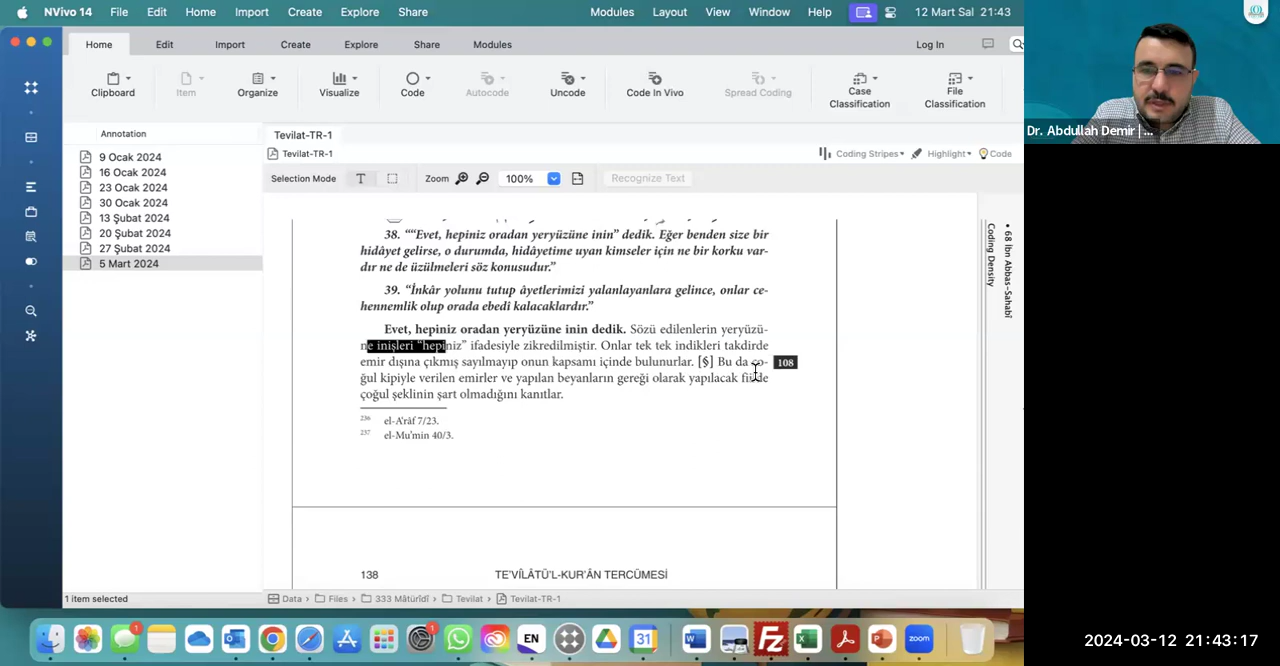 NVivo 14 File Edit Home Import Create Explore Share Modules Layout View Window Help 12 Mart Sal 21:43
Home Edit Import Create Explore Share Modules Log In
Clipboard Item Organize Visualize Code Autocode Uncode Code In Vivo Spread Coding Case Classification File Classification
Annotation
9 Ocak 2024
16 Ocak 2024
23 Ocak 2024
30 Ocak 2024
13 Şubat 2024
20 Şubat 2024
27 Şubat 2024
5 Mart 2024
1 item selected
Tevilat-TR-1
Tevilat-TR-1 Coding Stripes Highlight Code
Selection Mode T Zoom 100% Recognize Text
38. ““Evet, hepiniz oradan yeryüzüne inin” dedik. Eğer benden size bir
hidâyet gelirse, o durumda, hidâyetime uyan kimseler için ne bir korku var-
dır ne de üzülmeleri söz konusudur.”
39. “İnkâr yolunu tutup âyetlerimizi yalanlayanlara gelince, onlar ce-
hennemlik olup orada ebedî kalacaklardır.”
Evet, hepiniz oradan yeryüzüne inin dedik. Sözü edilenlerin yeryüzü-
ne inişleri “hepiniz” ifadesiyle zikredilmiştir. Onlar tek tek indikleri takdirde
emir dışına çıkmış sayılmayıp onun kapsamı içinde bulunurlar. [§] Bu da ço- 108
ğul kipiyle verilen emirler ve yapılan beyanların gereği olarak yapılacak fiilde
çoğul şeklinin şart olmadığını kanıtlar.
236 el-A‘râf 7/23.
237 el-Mu’min 40/3.
138 TE’VÎLÂTÜ’L-KUR’ÂN TERCÜMESİ
Coding Density
68 Ibn Abbas-Sahabî
Data Files 333 Mâtürîdî Tevilat Tevilat-TR-1
Dr. Abdullah Demir | ...
1
1
EN
31
W
Fz
X
P
zoom
2024-03-12 21:43:17